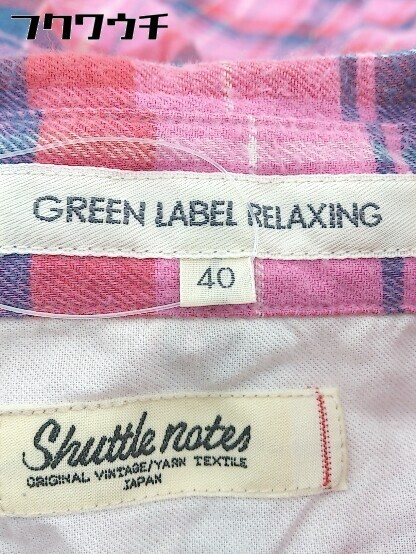 フクワウチ
GREEN LABEL RELAXING
40
Shuttle notes
ORIGINAL VINTAGE/YARN TEXTILE
JAPAN